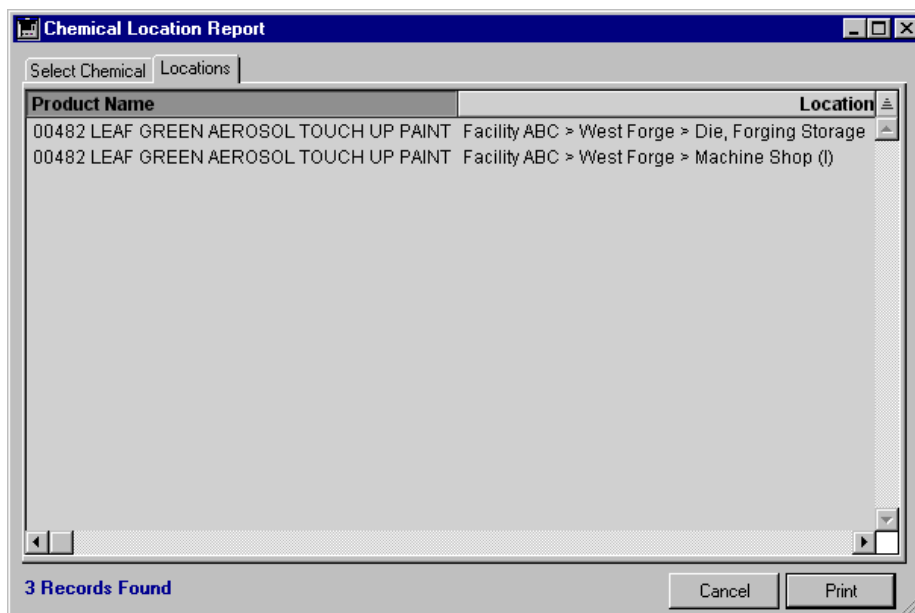 Chemical Location Report
Select Chemical Locations
Product Name Location
00482 LEAF GREEN AEROSOL TOUCH UP PAINT Facility ABC > West Forge > Die, Forging Storage
00482 LEAF GREEN AEROSOL TOUCH UP PAINT Facility ABC > West Forge > Machine Shop (I)
3 Records Found Cancel Print